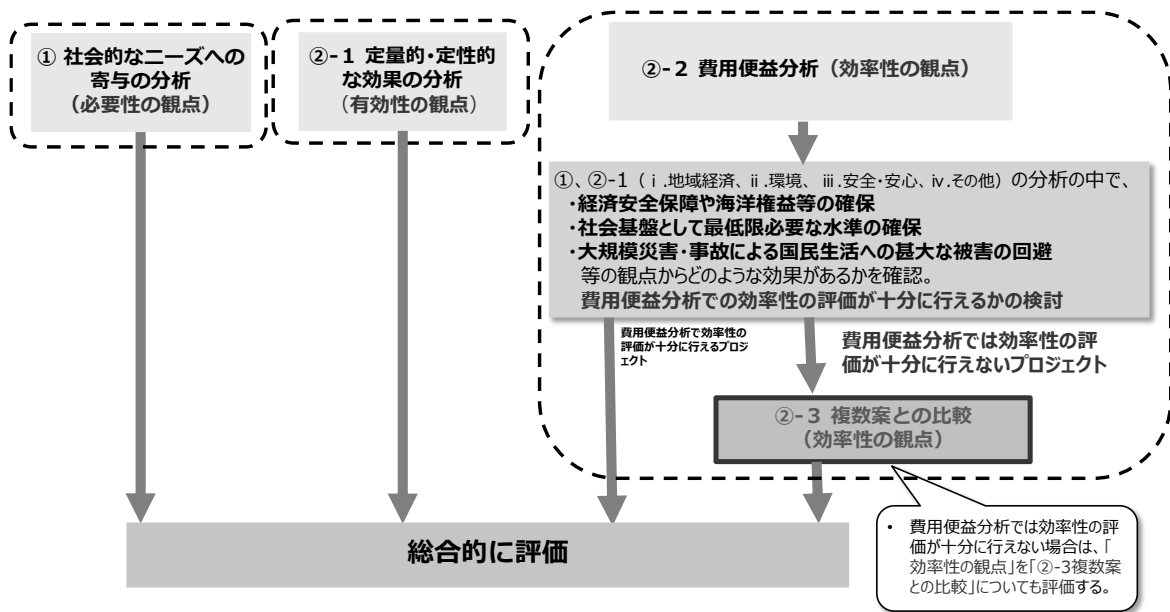 ① 社会的なニーズへの
寄与の分析
（必要性の観点）
②-1 定量的・定性的
な効果の分析
（有効性の観点）
②-2 費用便益分析（効率性の観点）
①、②-1（ⅰ.地域経済、ⅱ.環境、ⅲ.安全・安心、ⅳ.その他）の分析の中で、
・経済安全保障や海洋権益等の確保
・社会基盤として最低限必要な水準の確保
・大規模災害・事故による国民生活への甚大な被害の回避
等の観点からどのような効果があるかを確認。
費用便益分析での効率性の評価が十分に行えるかの検討
費用便益分析で効率性の
評価が十分に行えるプロジ
ェクト
費用便益分析では効率性の評
価が十分に行えないプロジェクト
②-3 複数案との比較
（効率性の観点）
総合的に評価
・ 費用便益分析では効率性の評
価が十分に行えない場合は、「
効率性の観点」を「②-3複数案
との比較」についても評価する。